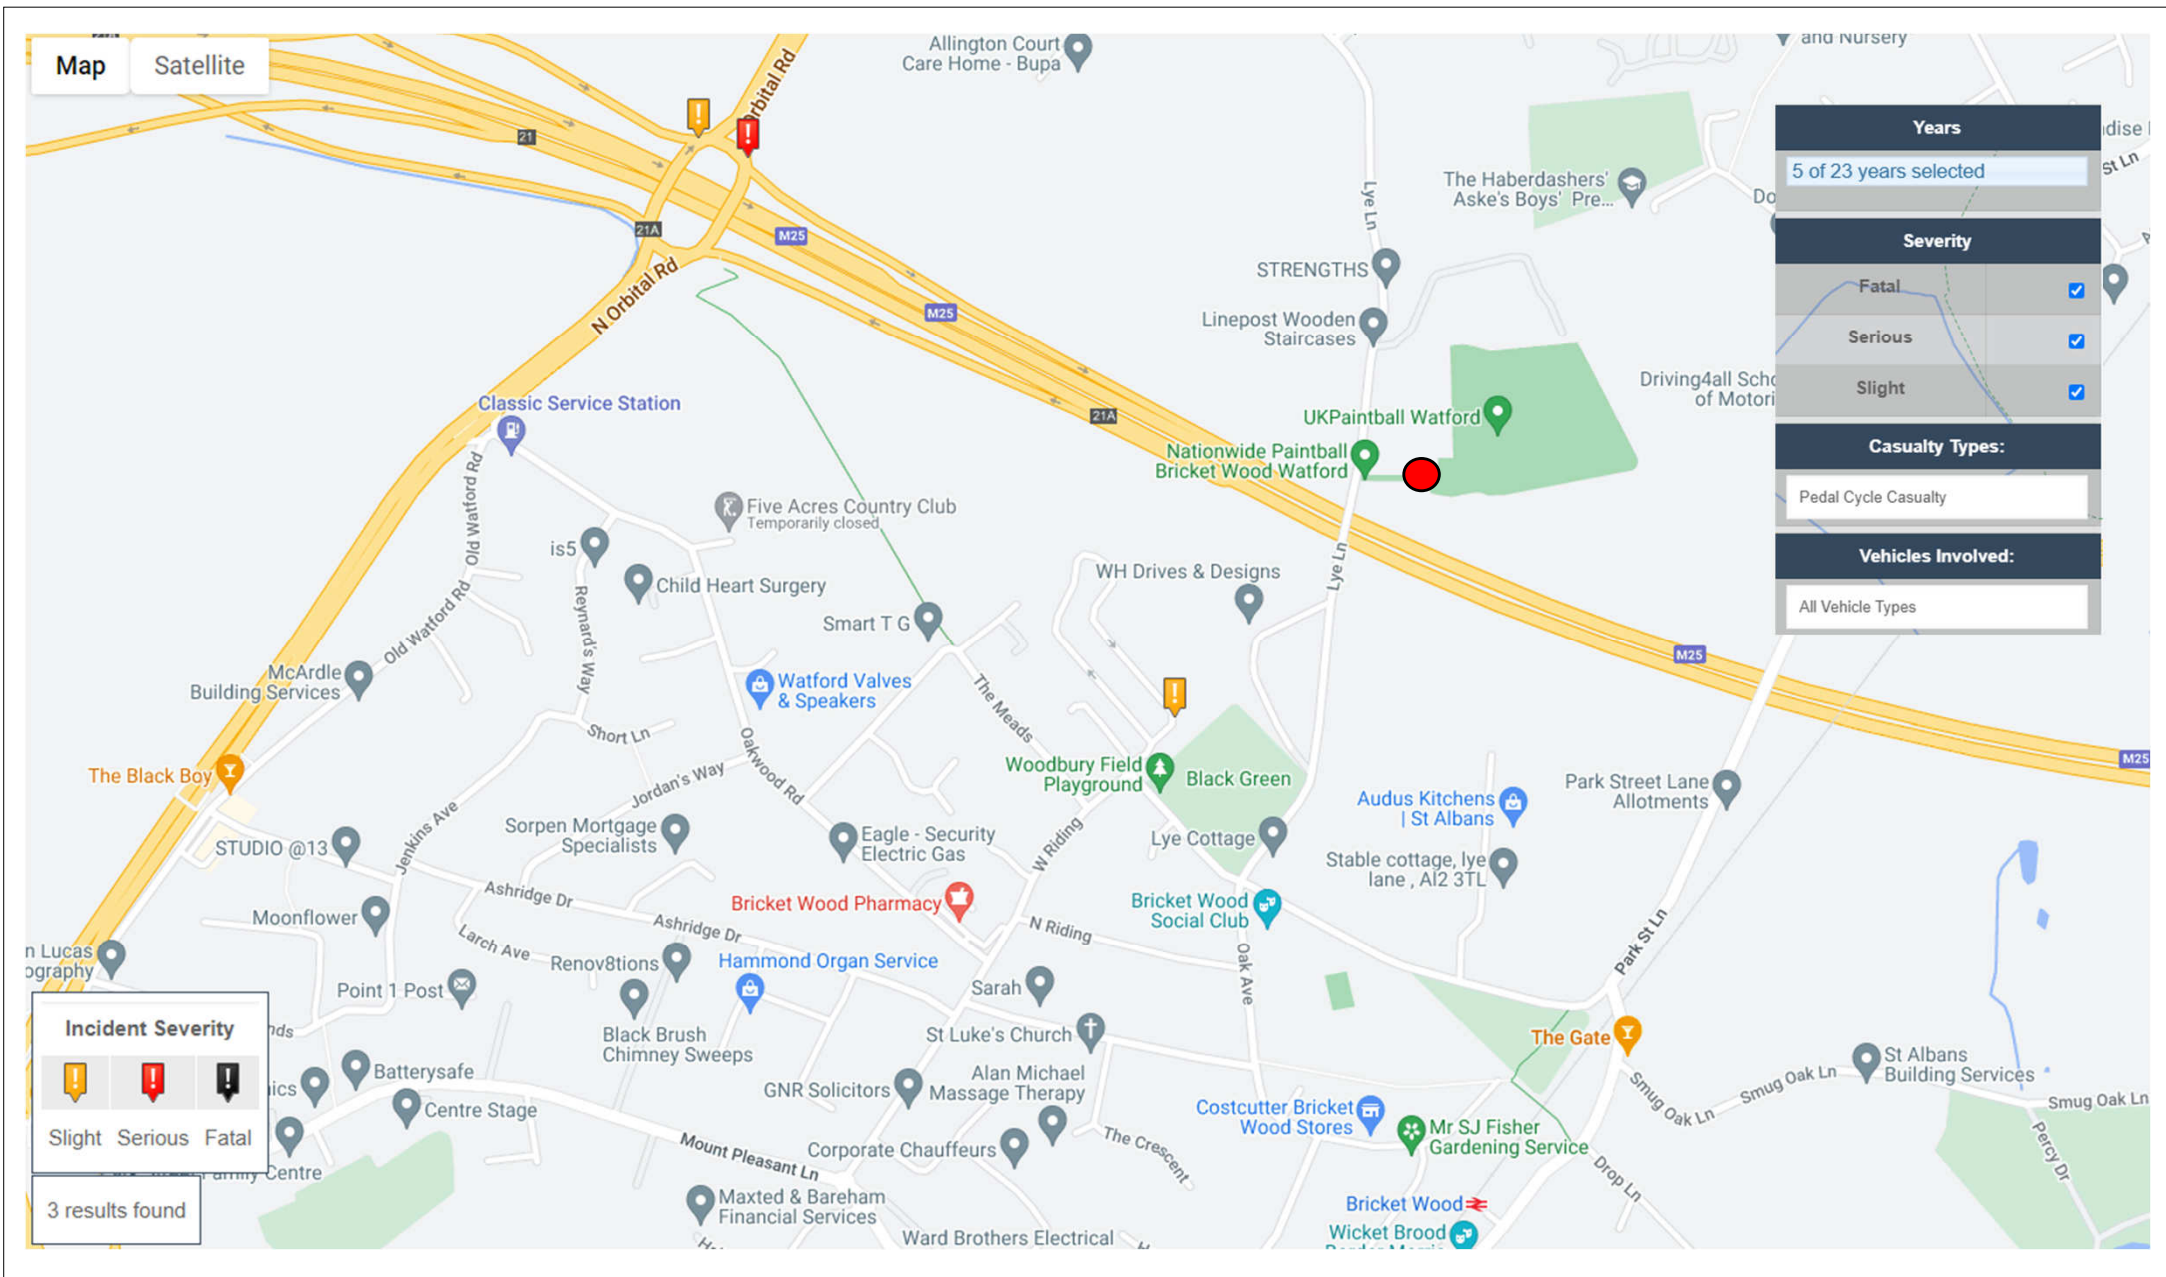 Map
Satellite
Allington Court
Care Home - Bupa
and Nursery
Orbital Rd
21
Years
5 of 23 years selected
St Ln
The Haberdashers'
Aske's Boys' Pre...
Do
Lye Ln
21A
M25
Severity
Fatal
Serious
Slight
STRENGTHS
N Orbital Rd
M25
Linepost Wooden
Staircases
Driving4all Scho
of Motori
Classic Service Station
21A
UKPaintball Watford
Nationwide Paintball
Bricket Wood Watford
Casualty Types:
Pedal Cycle Casualty
Vehicles Involved:
All Vehicle Types
Old Watford Rd
Five Acres Country Club
Temporarily closed
is5
Child Heart Surgery
WH Drives & Designs
Lye Ln
Old Watford Rd
Reynard's Way
Smart T G
M25
McArdle
Building Services
Watford Valves
& Speakers
The Meads
Short Ln
Oakwood Rd
M25
The Black Boy
Jordan's Way
Woodbury Field
Playground
Black Green
Audus Kitchens
| St Albans
Park Street Lane
Allotments
Jenkins Ave
STUDIO @13
Sorpen Mortgage
Specialists
Eagle - Security
Electric Gas
W Riding
Lye Cottage
Stable cottage, lye
lane , Al2 3TL
Ashridge Dr
Bricket Wood Pharmacy
Bricket Wood
Social Club
Moonflower
Ashridge Dr
N Riding
Park St Ln
n Lucas
ography
Larch Ave
Renov8tions
Hammond Organ Service
Oak Ave
Point 1 Post
Sarah
Incident Severity
nds
Black Brush
Chimney Sweeps
St Luke's Church
The Gate
St Albans
Building Services
Batterysafe
ics
GNR Solicitors
Alan Michael
Massage Therapy
Smug Oak Ln
Smug Oak Ln
Smug Oak Ln
Centre Stage
Costcutter Bricket
Wood Stores
Mr SJ Fisher
Gardening Service
Slight
Serious
Fatal
Mount Pleasant Ln
Corporate Chauffeurs
The Crescent
Percy Dr
Family Centre
Drop Ln
3 results found
Maxted & Bareham
Financial Services
Bricket Wood
Ward Brothers Electrical
Wicket Brood